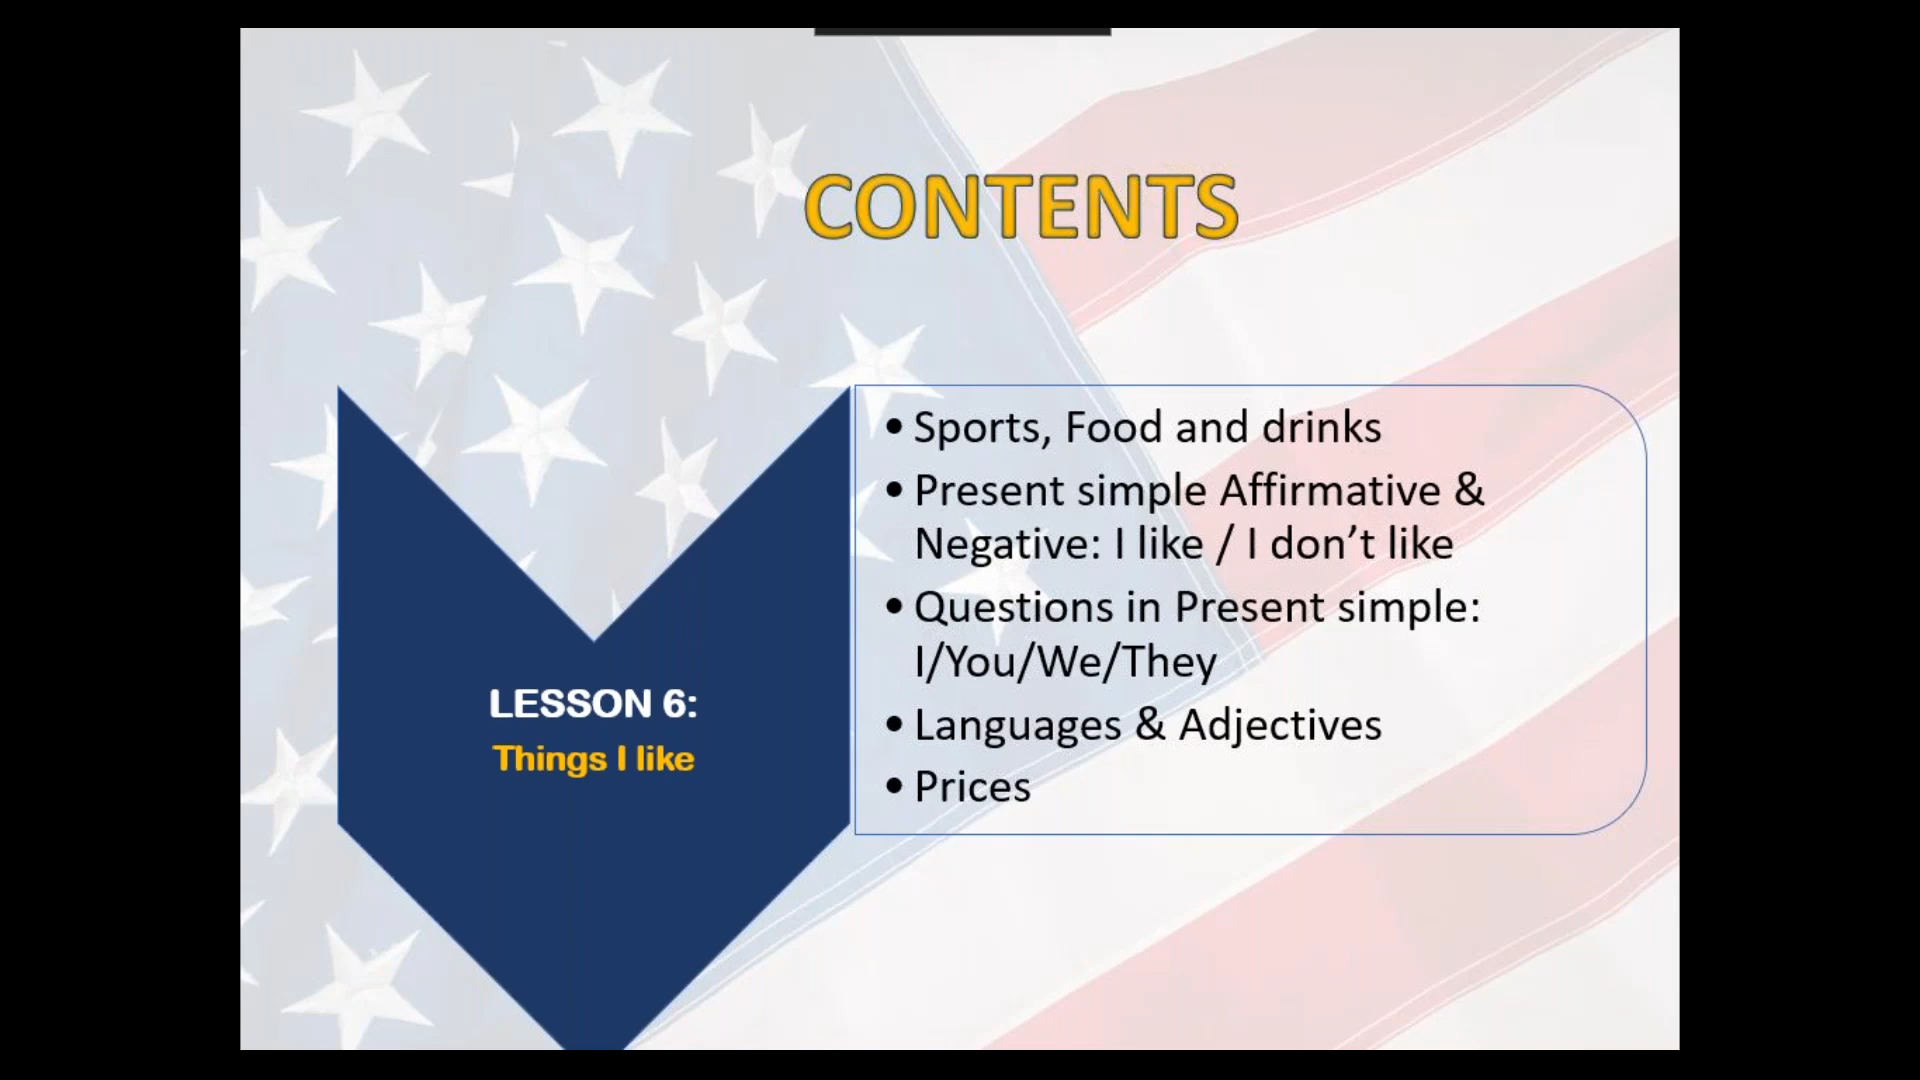 CONTENTS
LESSON 6:
Things I like
• Sports, Food and drinks
• Present simple Affirmative &
Negative: I like / I don’t like
• Questions in Present simple:
I/You/We/They
• Languages & Adjectives
• Prices